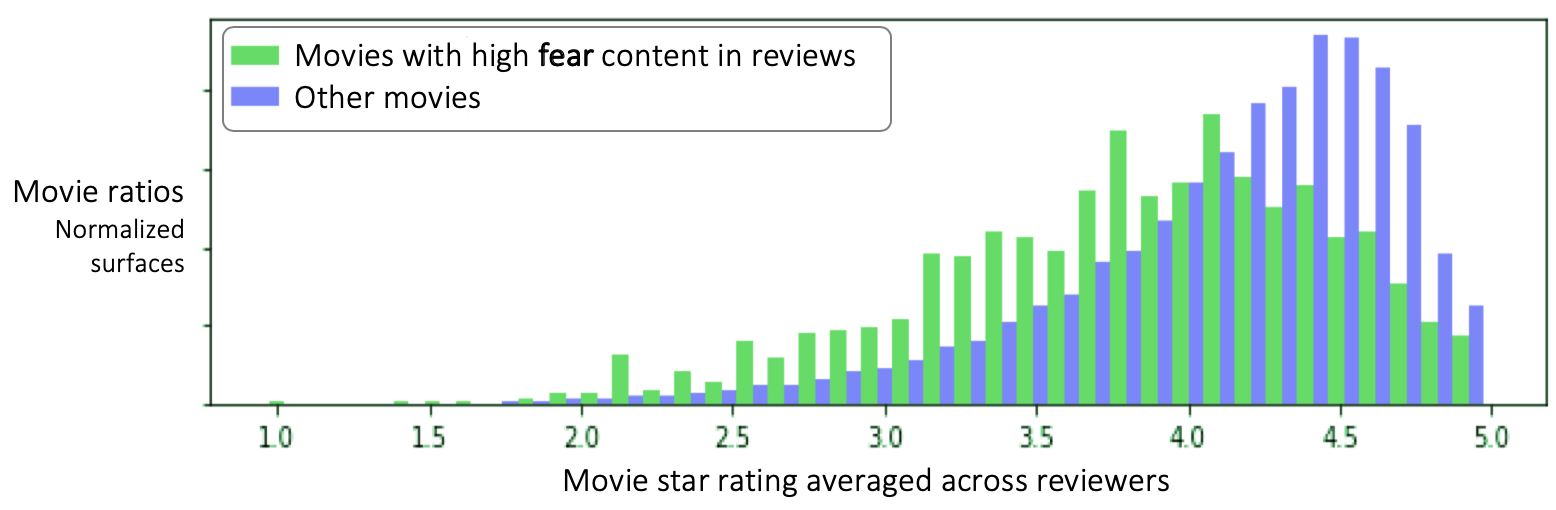 Movies with high fear content in reviews
Other movies
Movie ratios
Normalized
surfaces
1.0 1.5 2.0 2.5 3.0 3.5 4.0 4.5 5.0
Movie star rating averaged across reviewers